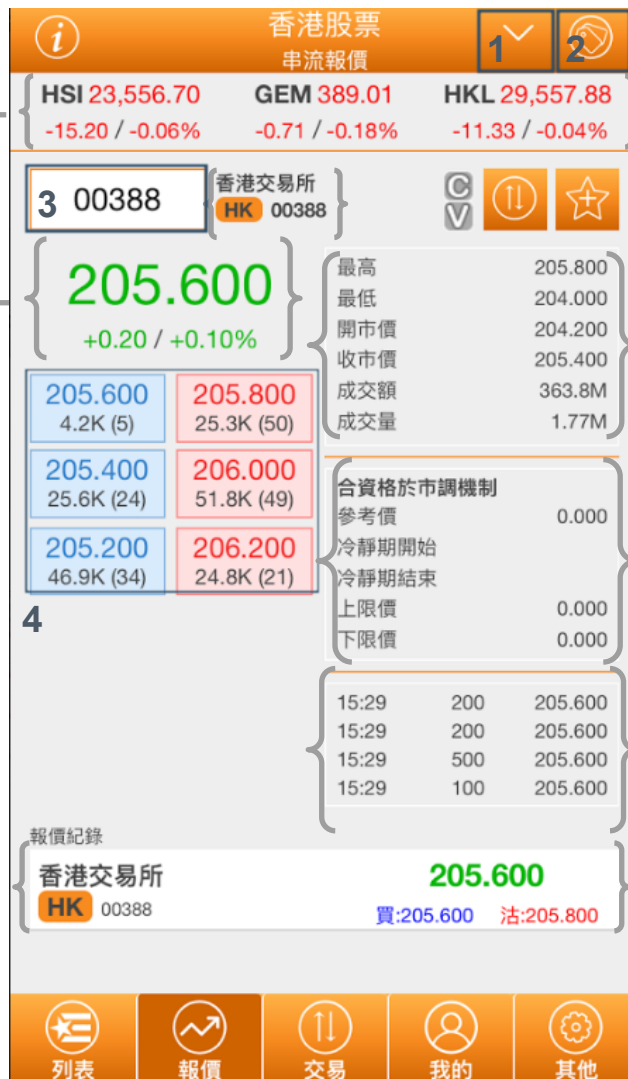 i
香港股票
串流報價
1
2
HSI 23,556.70 GEM 389.01 HKL 29,557.88
-15.20 / -0.06% -0.71 / -0.18% -11.33 / -0.04%
3 00388
香港交易所
HK 00388
C
V
205.600
+0.20 / +0.10%
最高 205.800
最低 204.000
開市價 204.200
收市價 205.400
成交額 363.8M
成交量 1.77M
205.600 205.800
4.2K (5) 25.3K (50)
205.400 206.000
25.6K (24) 51.8K (49)
205.200 206.200
46.9K (34) 24.8K (21)
4
合資格於市調機制
參考價 0.000
冷靜期開始
冷靜期結束
上限價 0.000
下限價 0.000
15:29 200 205.600
15:29 200 205.600
15:29 500 205.600
15:29 100 205.600
報價紀錄
香港交易所 205.600
HK 00388 買:205.600 沽:205.800
列表 報價 交易 我的 其他